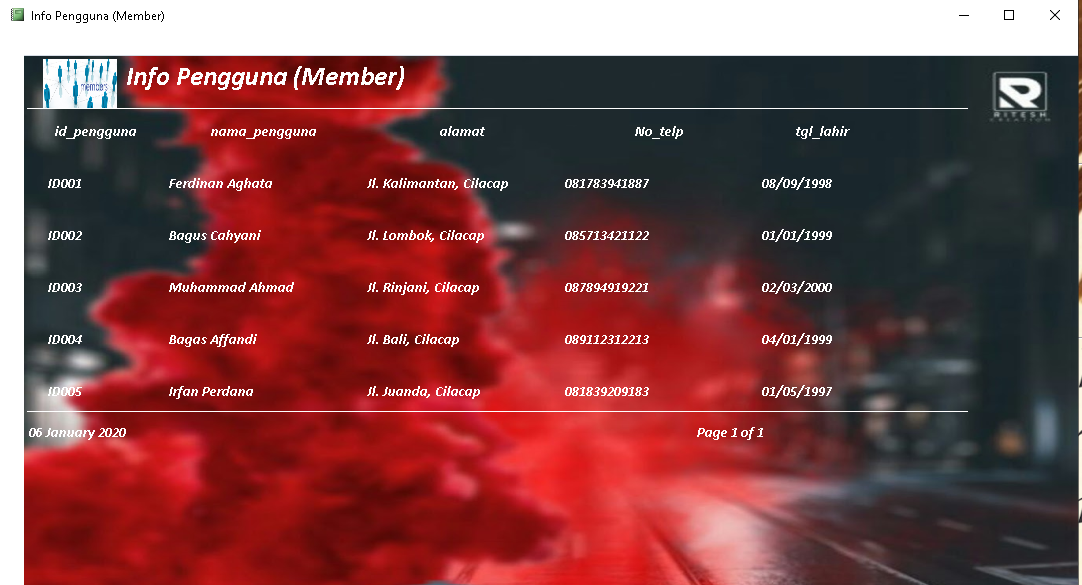 Info Pengguna (Member)
members
Info Pengguna (Member)
R
RITESH
CREATION
id_pengguna nama_pengguna alamat No_telp tgl_lahir
ID001 Ferdinan Aghata Jl. Kalimantan, Cilacap 081783941887 08/09/1998
ID002 Bagus Cahyani Jl. Lombok, Cilacap 085713421122 01/01/1999
ID003 Muhammad Ahmad Jl. Rinjani, Cilacap 087894919221 02/03/2000
ID004 Bagas Affandi Jl. Bali, Cilacap 089112312213 04/01/1999
ID005 Irfan Perdana Jl. Juanda, Cilacap 081839209183 01/05/1997
06 January 2020 Page 1 of 1